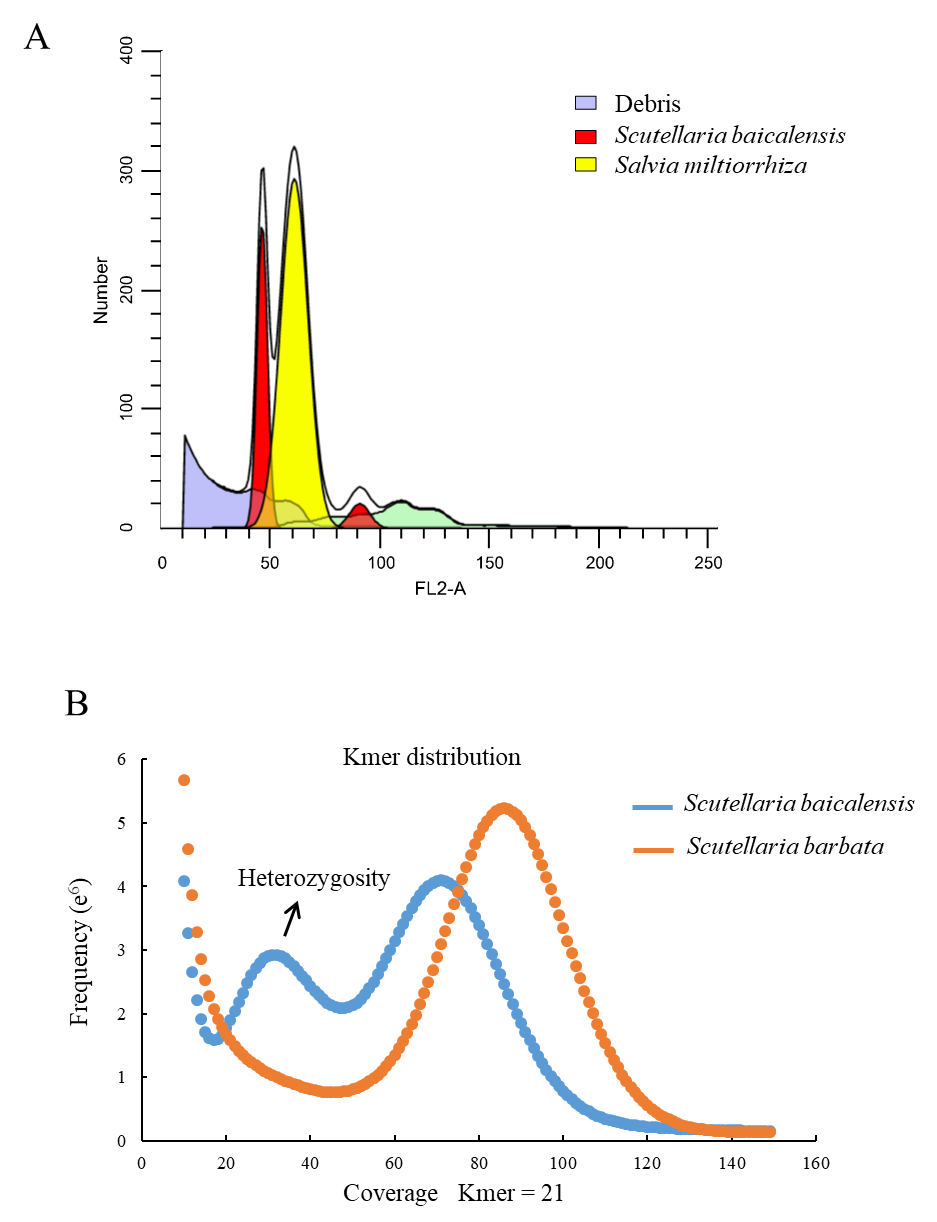 A
400
300
200
100
0
Number
Debris
Scutellaria baicalensis
Salvia miltiorrhiza
0 50 100 150 200 250
FL2-A
B
Kmer distribution
6
5
4
3
2
1
0
Frequency (e⁶)
Heterozygosity
Scutellaria baicalensis
Scutellaria barbata
0 20 40 60 80 100 120 140 160
Coverage Kmer = 21